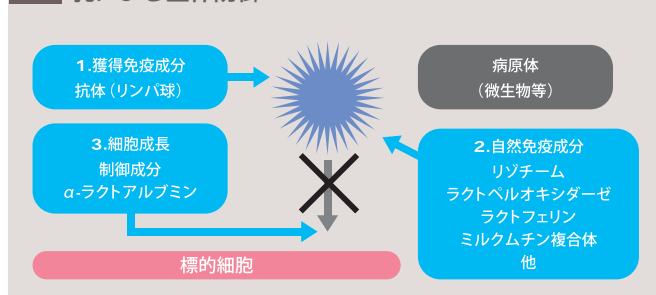 1.獲得免疫成分
抗体（リンパ球）
病原体
（微生物等）
3.細胞成長
制御成分
α-ラクトアルブミン
2.自然免疫成分
リゾチーム
ラクトペルオキシダーゼ
ラクトフェリン
ミルクムチン複合体
他
標的細胞